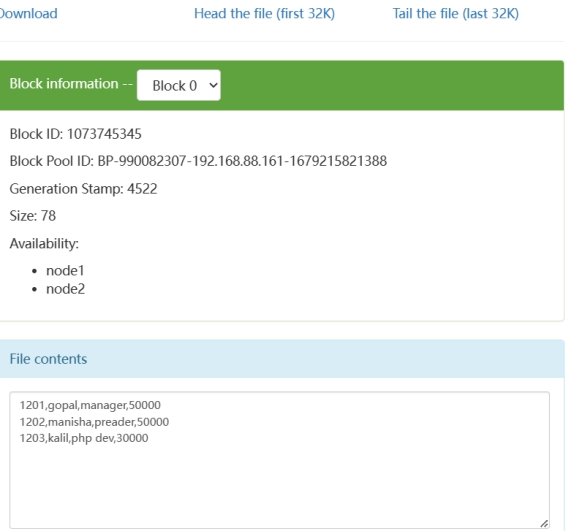 Download
Head the file (first 32K)
Tail the file (last 32K)
Block information -- Block 0
Block ID: 1073745345
Block Pool ID: BP-990082307-192.168.88.161-1679215821388
Generation Stamp: 4522
Size: 78
Availability:
node1
node2
File contents
1201,gopal,manager,50000
1202,manisha,preader,50000
1203,kalil,php dev,30000